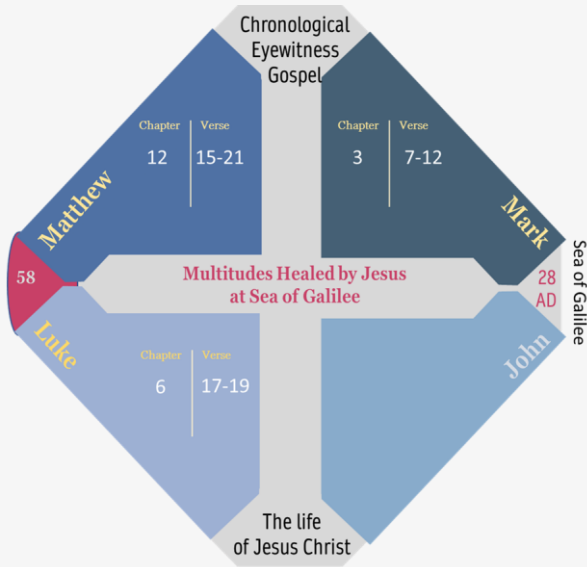 Chronological
Eyewitness
Gospel
Chapter Verse
12 15-21
Matthew
Chapter Verse
3 7-12
Mark
58
Multitudes Healed by Jesus
at Sea of Galilee
28
AD
Sea of Galilee
Luke
Chapter Verse
6 17-19
John
The life
of Jesus Christ